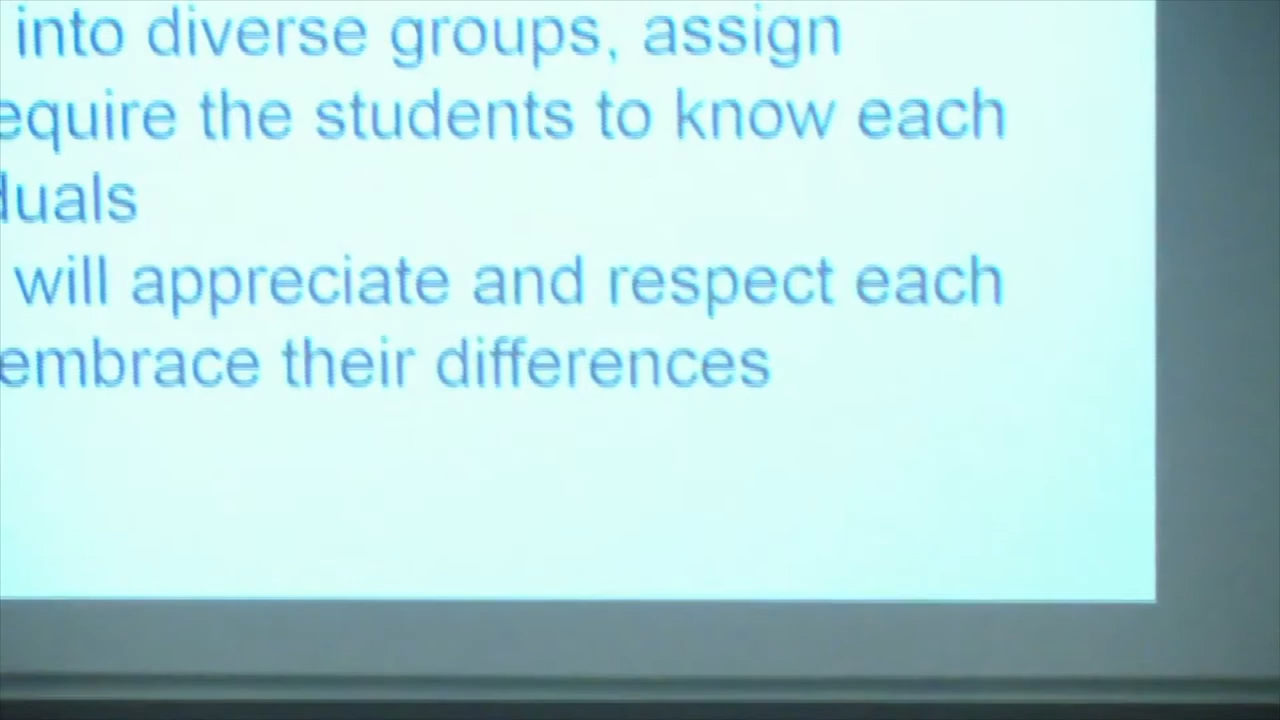 into diverse groups, assign
equire the students to know each
duals
will appreciate and respect each
embrace their differences